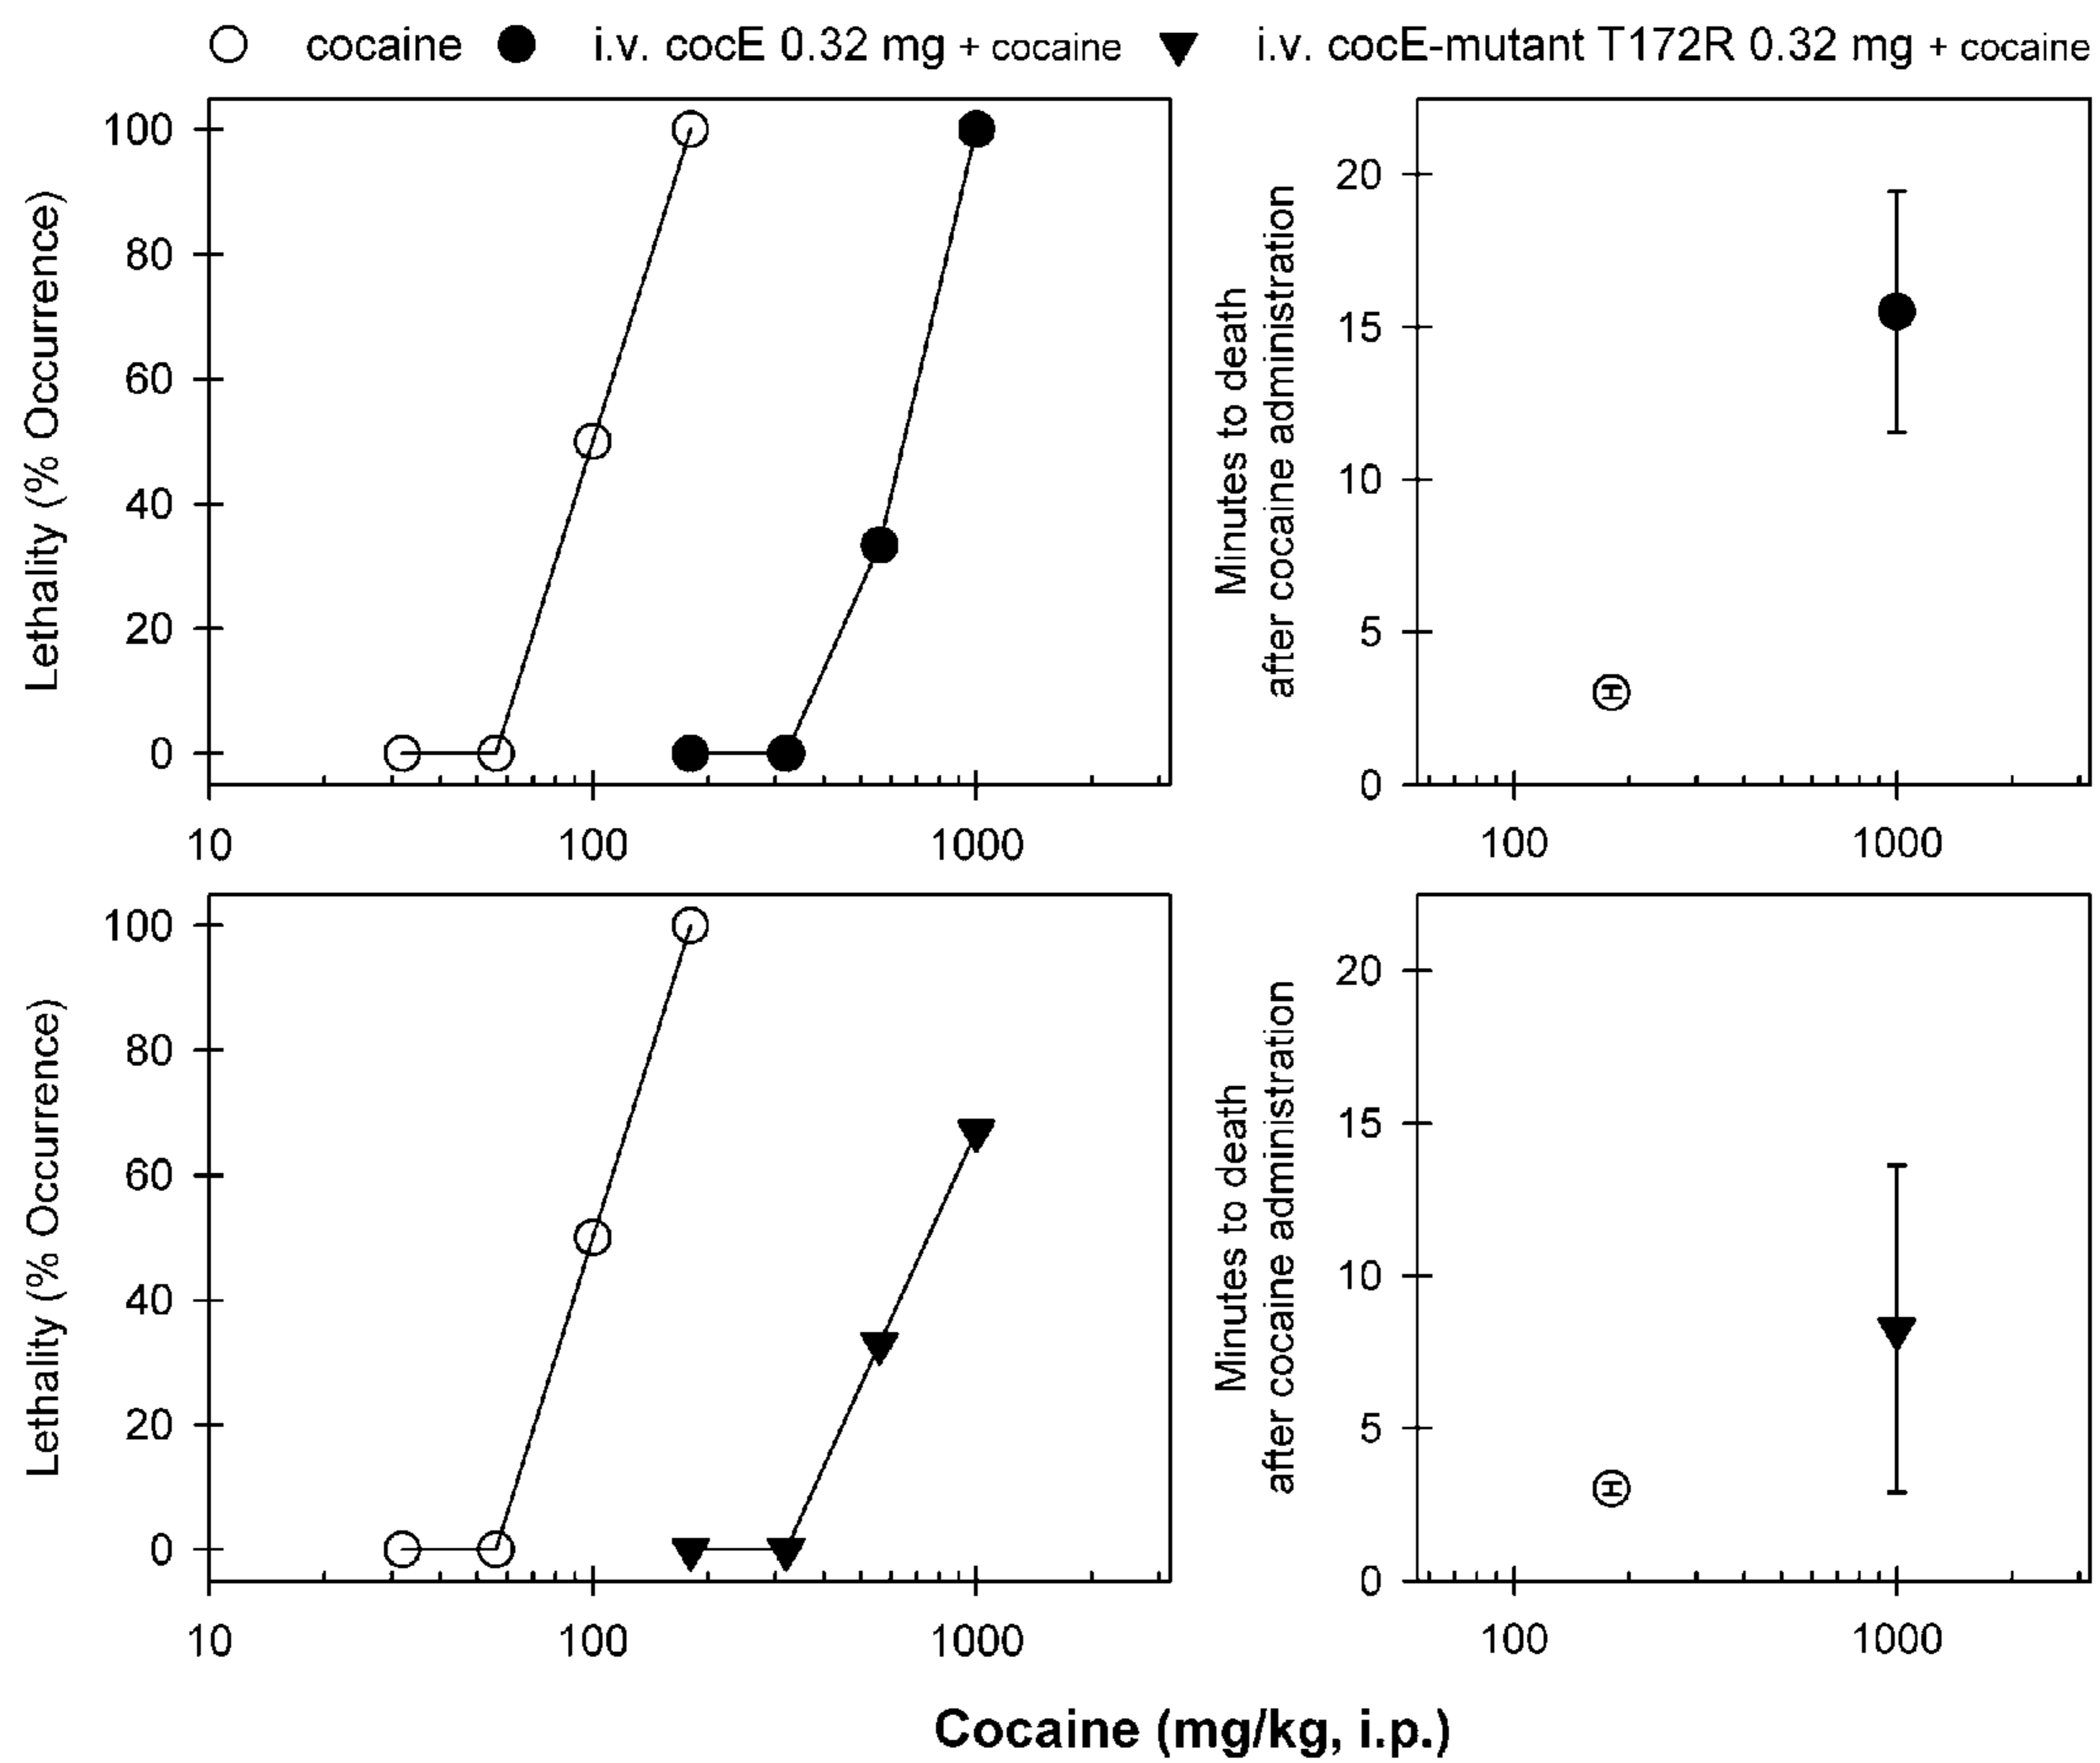 cocaine i.v. cocE 0.32 mg + cocaine i.v. cocE-mutant T172R 0.32 mg + cocaine
Lethality (% Occurrence)
100
80
60
40
20
0
10 100 1000
Minutes to death
after cocaine administration
20
15
10
5
0
100 1000
Lethality (% Occurrence)
100
80
60
40
20
0
10 100 1000
Minutes to death
after cocaine administration
20
15
10
5
0
100 1000
Cocaine (mg/kg, i.p.)